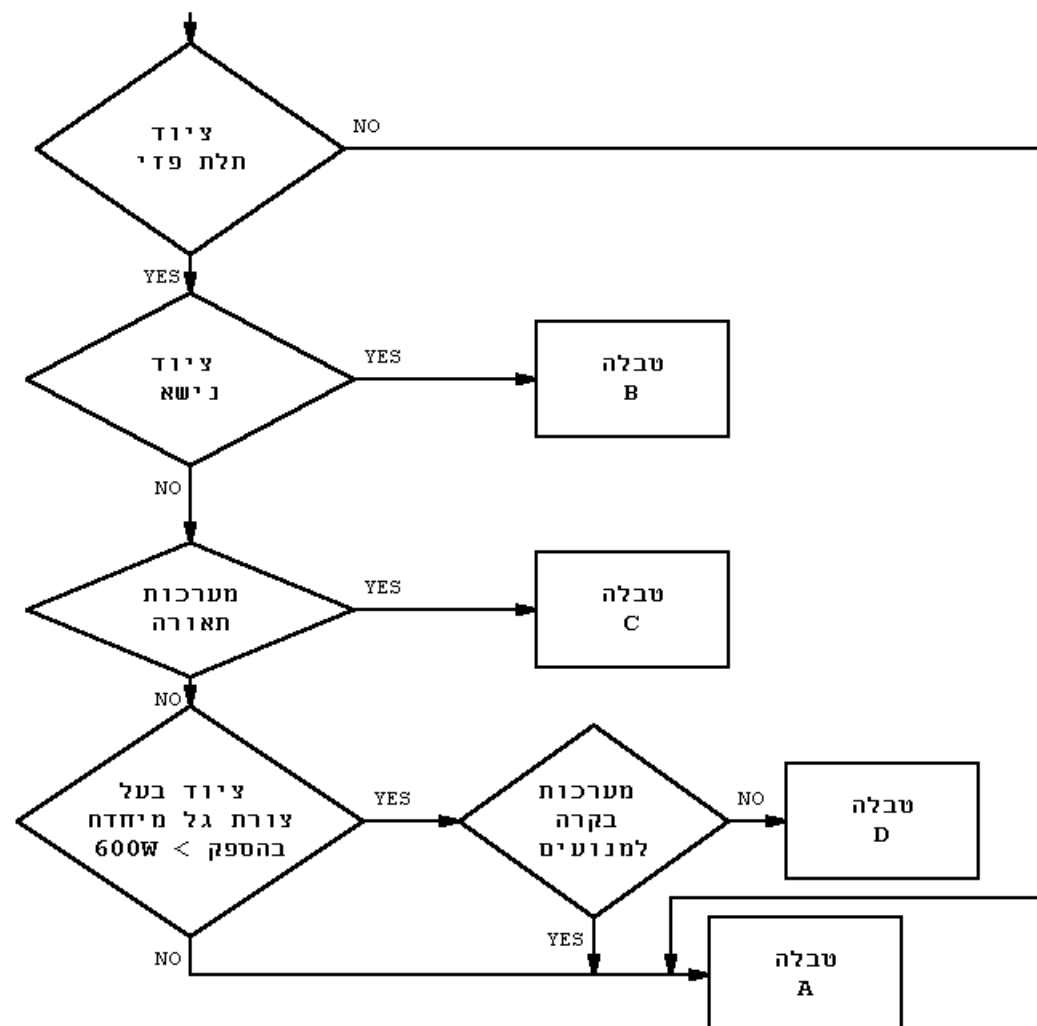 ציוד
תלת פזי
NO
YES
ציוד
נישא
YES
טבלה
B
NO
מערכות
תאורה
YES
טבלה
C
NO
ציוד בעל
צורת גל מיחדת
בהספק > 600W
YES
מערכות
בקרה
למנועים
NO
טבלה
D
NO
YES
טבלה
A